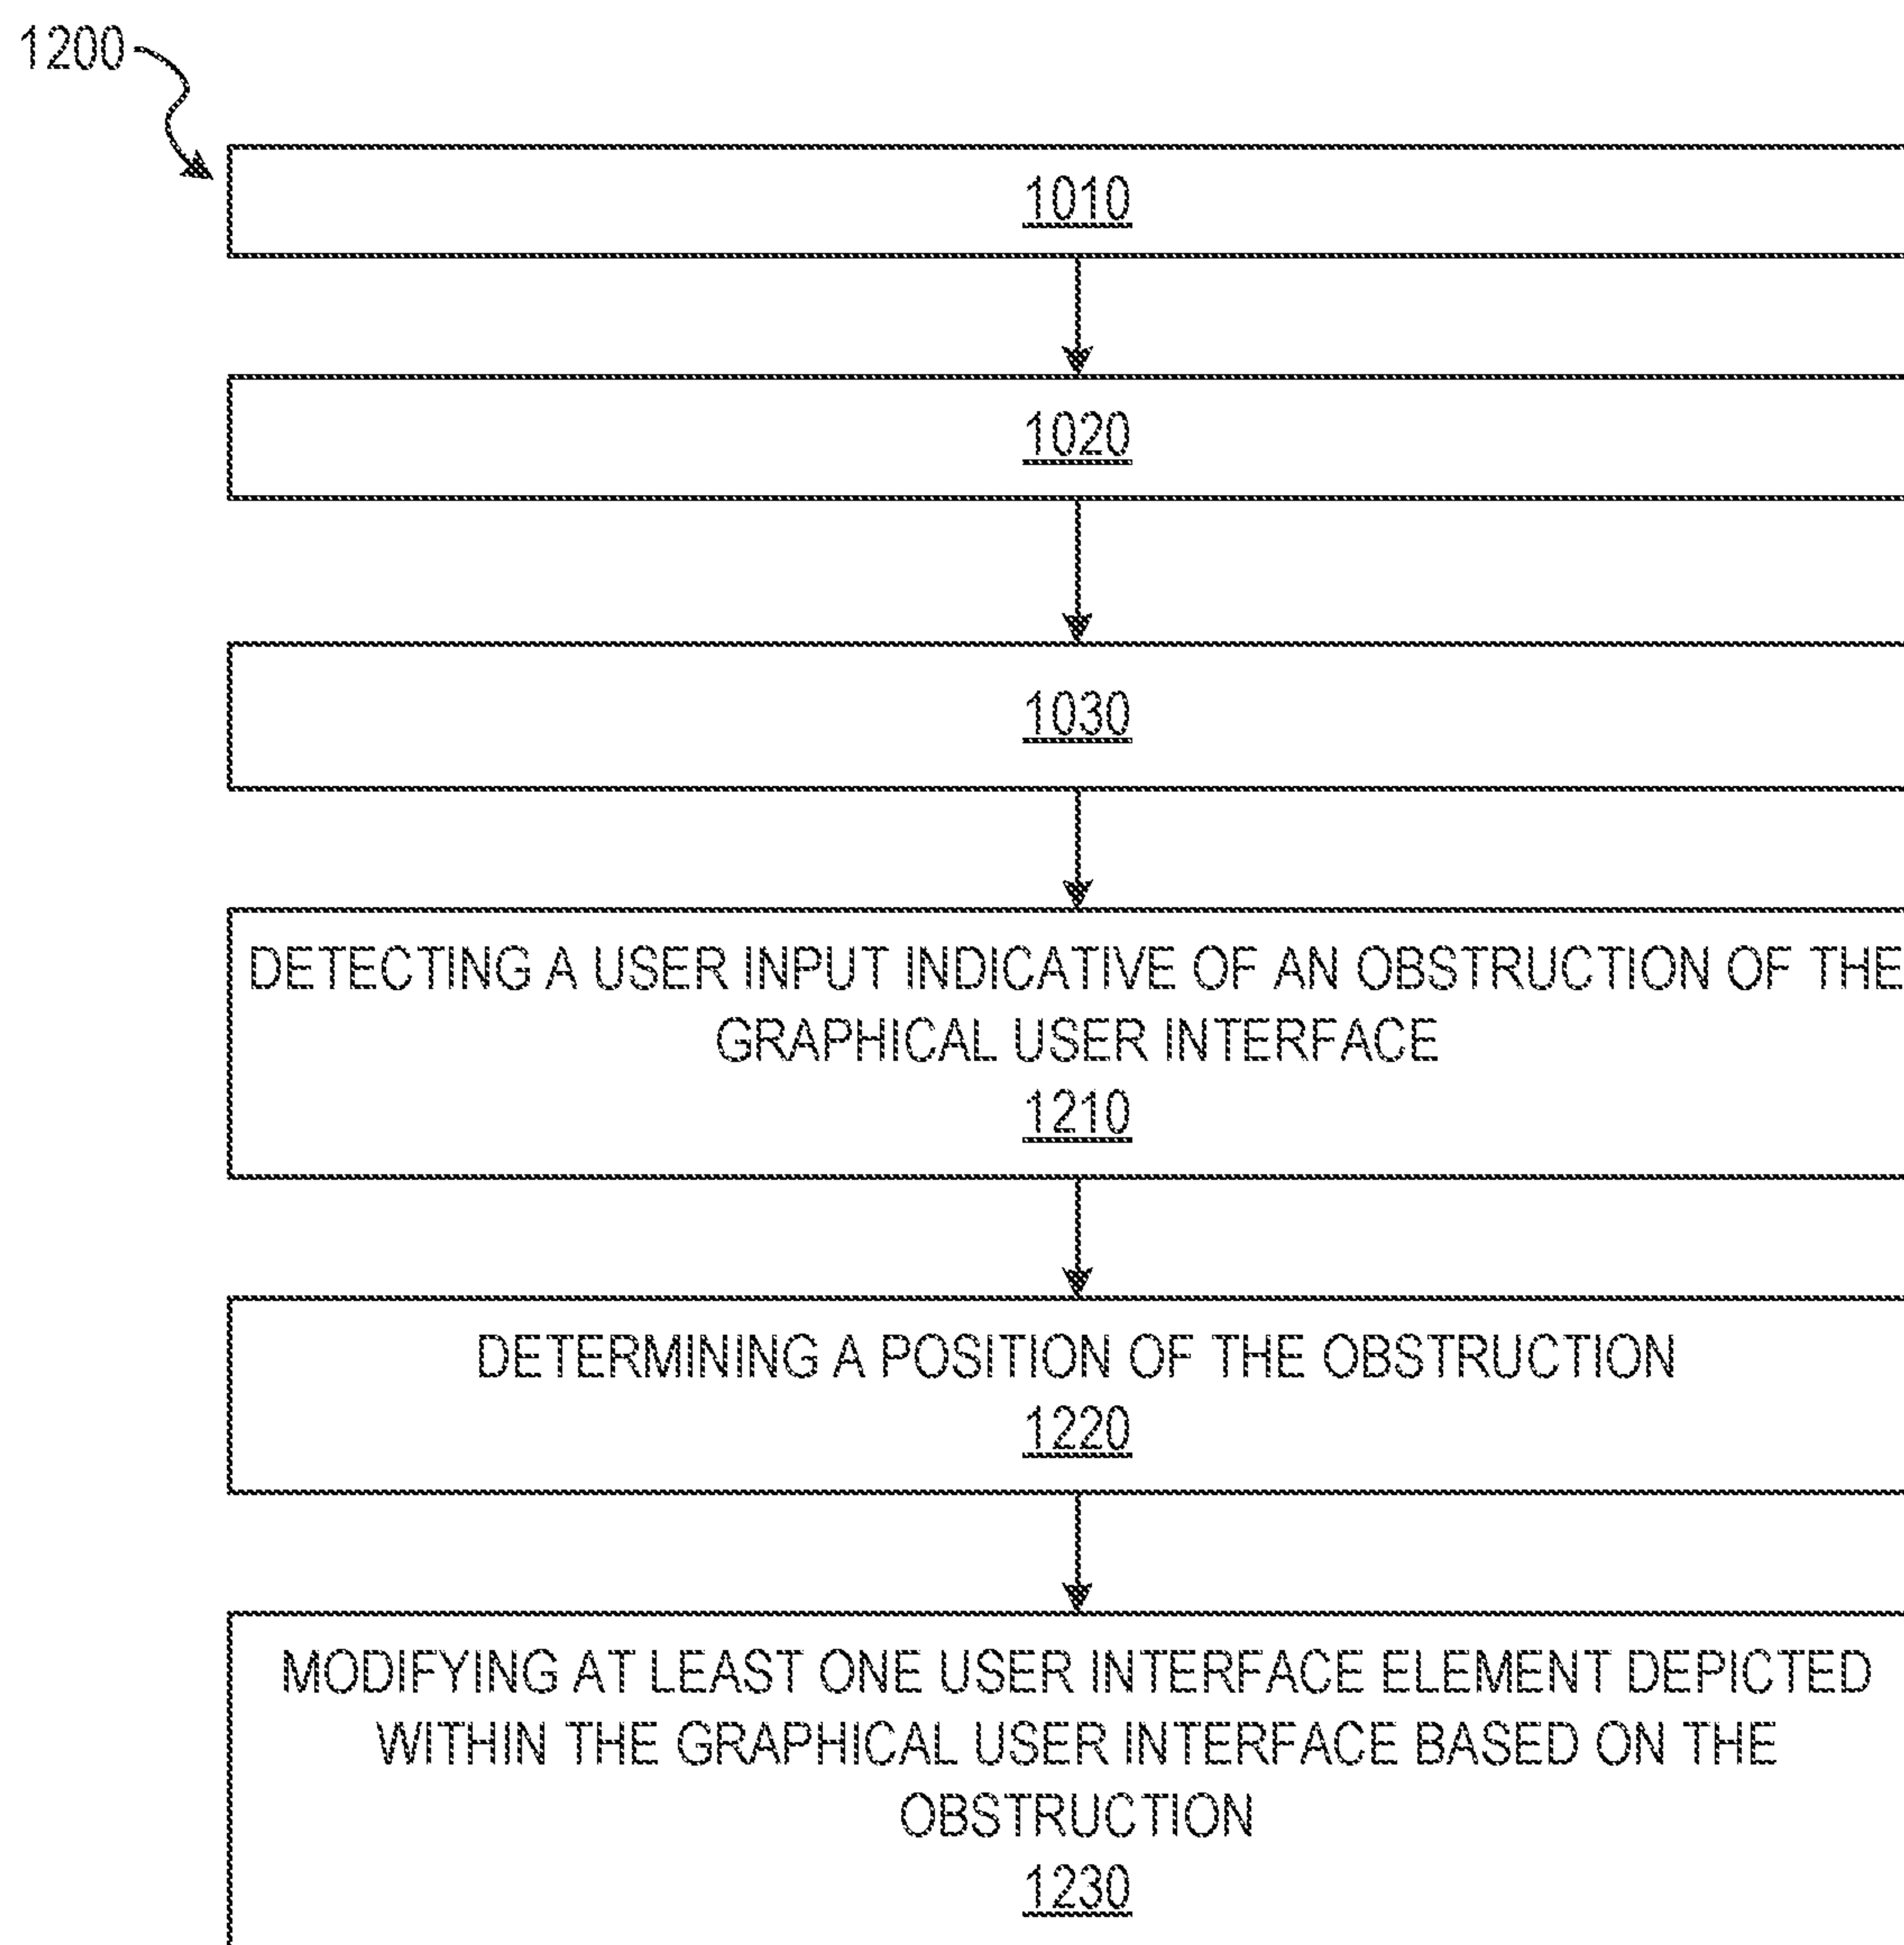 1200
1010
1020
1030
DETECTING A USER INPUT INDICATIVE OF AN OBSTRUCTION OF THE
GRAPHICAL USER INTERFACE
1210
DETERMINING A POSITION OF THE OBSTRUCTION
1220
MODIFYING AT LEAST ONE USER INTERFACE ELEMENT DEPICTED
WITHIN THE GRAPHICAL USER INTERFACE BASED ON THE
OBSTRUCTION
1230